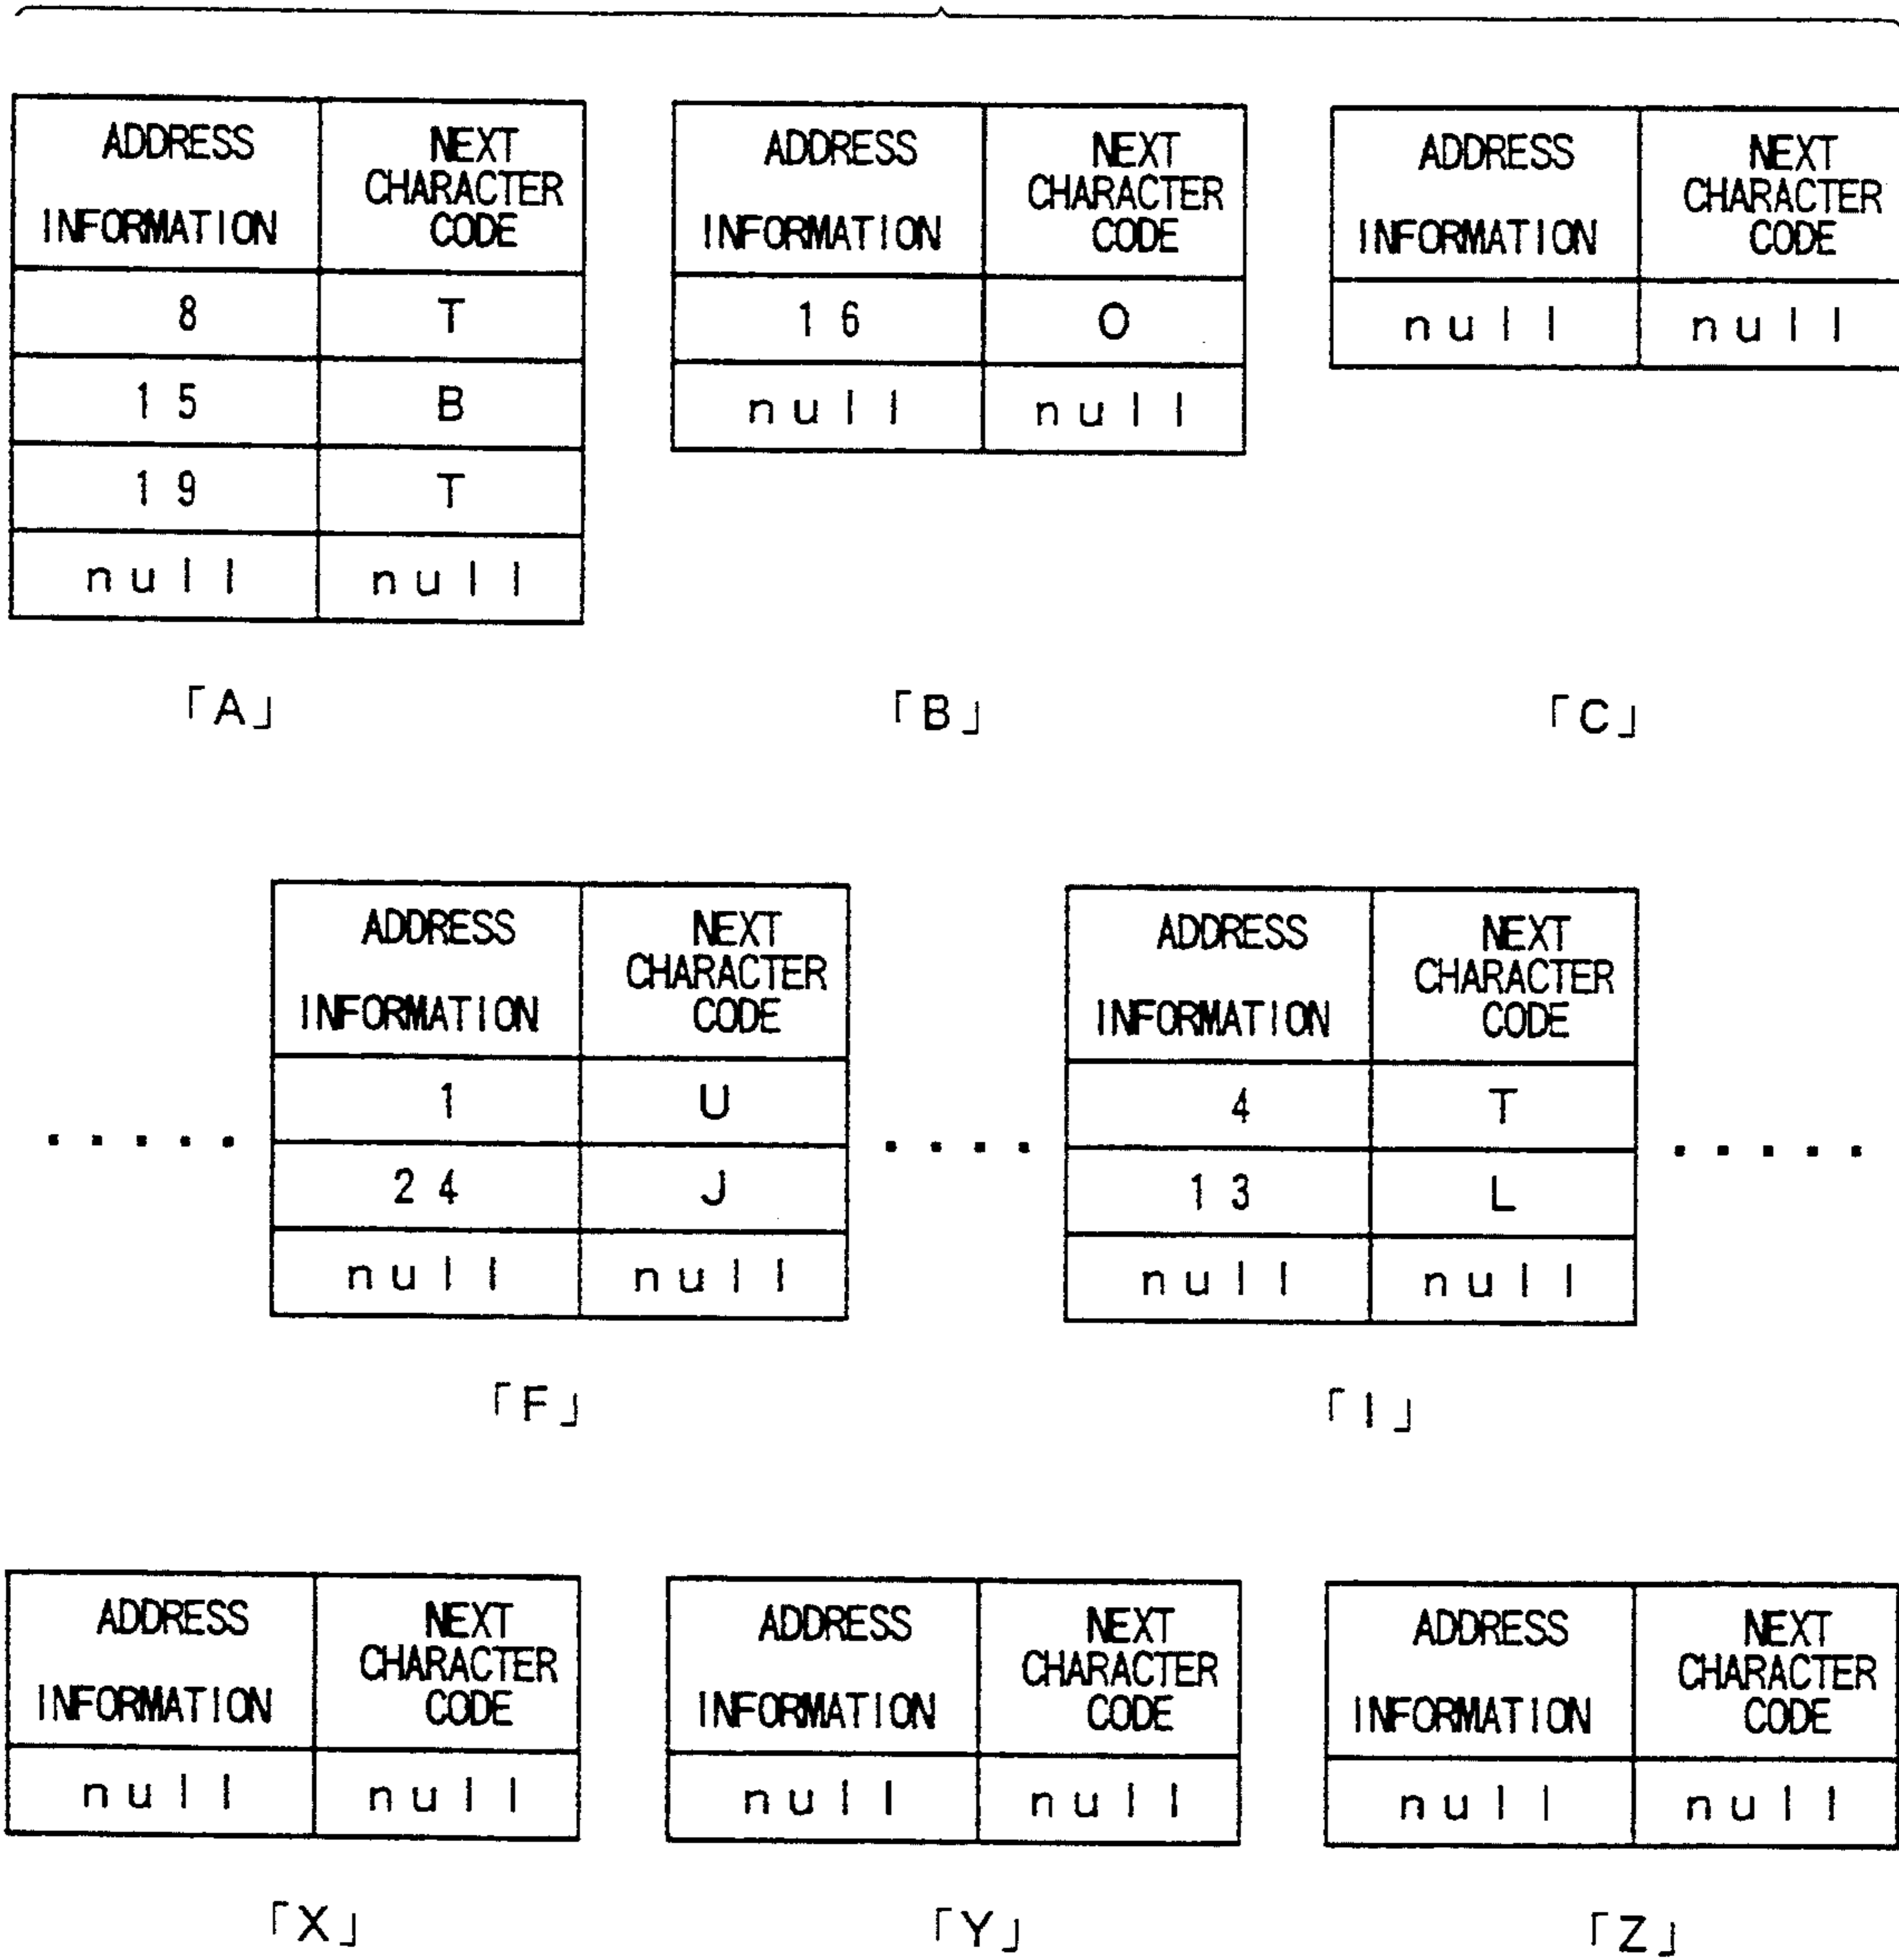 ADDRESS INFORMATION NEXT CHARACTER CODE
8 T
15 B
19 T
null null
「A」
ADDRESS INFORMATION NEXT CHARACTER CODE
16 O
null null
「B」
ADDRESS INFORMATION NEXT CHARACTER CODE
null null
「C」
.....
ADDRESS INFORMATION NEXT CHARACTER CODE
1 U
24 J
null null
「F」
....
ADDRESS INFORMATION NEXT CHARACTER CODE
4 T
13 L
null null
「I」
.....
ADDRESS INFORMATION NEXT CHARACTER CODE
null null
「X」
ADDRESS INFORMATION NEXT CHARACTER CODE
null null
「Y」
ADDRESS INFORMATION NEXT CHARACTER CODE
null null
「Z」